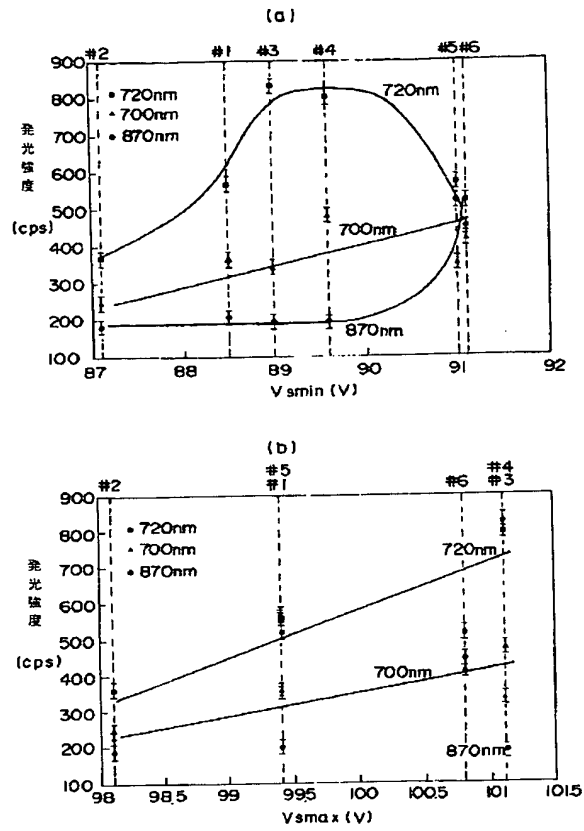 (a)
#2 #1 #3 #4 #5 #6
900
800
700
600
500
400
300
200
100
発光強度
(cps)
720nm
700nm
870nm
720nm
700nm
870nm
87 88 89 90 91 92
Vsmin (V)
(b)
#2 #5 #1 #6 #4 #3
900
800
700
600
500
400
300
200
100
発光強度
(cps)
720nm
700nm
870nm
720nm
700nm
870nm
98 98.5 99 99.5 100 100.5 101 101.5
Vsmax (V)